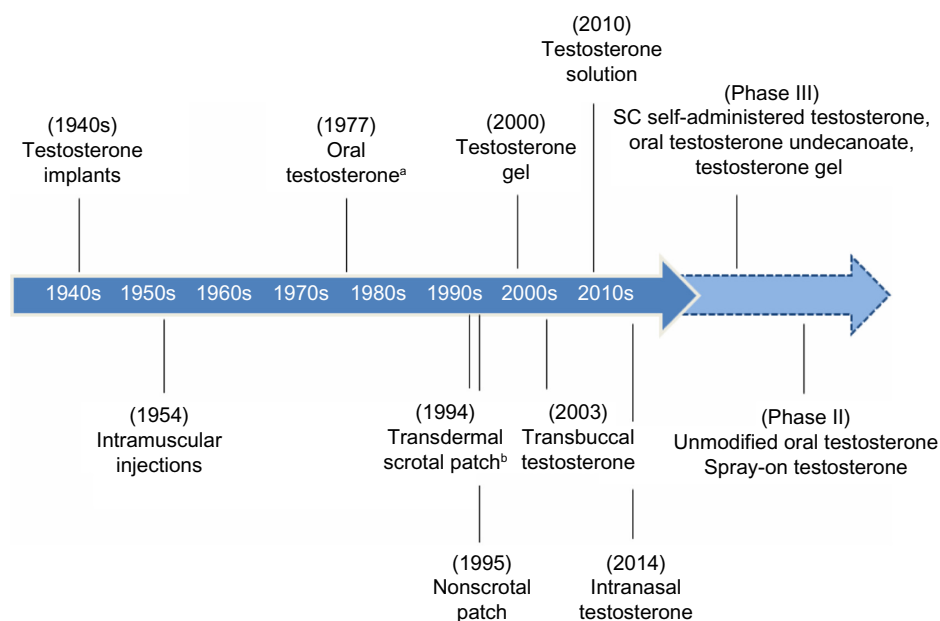 (2010)
Testosterone
solution
(Phase III)
SC self-administered testosterone,
oral testosterone undecanoate,
testosterone gel
(1940s)
Testosterone
implants
(1977)
Oral
testosteroneᵃ
(2000)
Testosterone
gel
1940s 1950s 1960s 1970s 1980s 1990s 2000s 2010s
(1954)
Intramuscular
injections
(1994)
Transdermal
scrotal patchᵇ
(2003)
Transbuccal
testosterone
(Phase II)
Unmodified oral testosterone
Spray-on testosterone
(1995)
Nonscrotal
patch
(2014)
Intranasal
testosterone